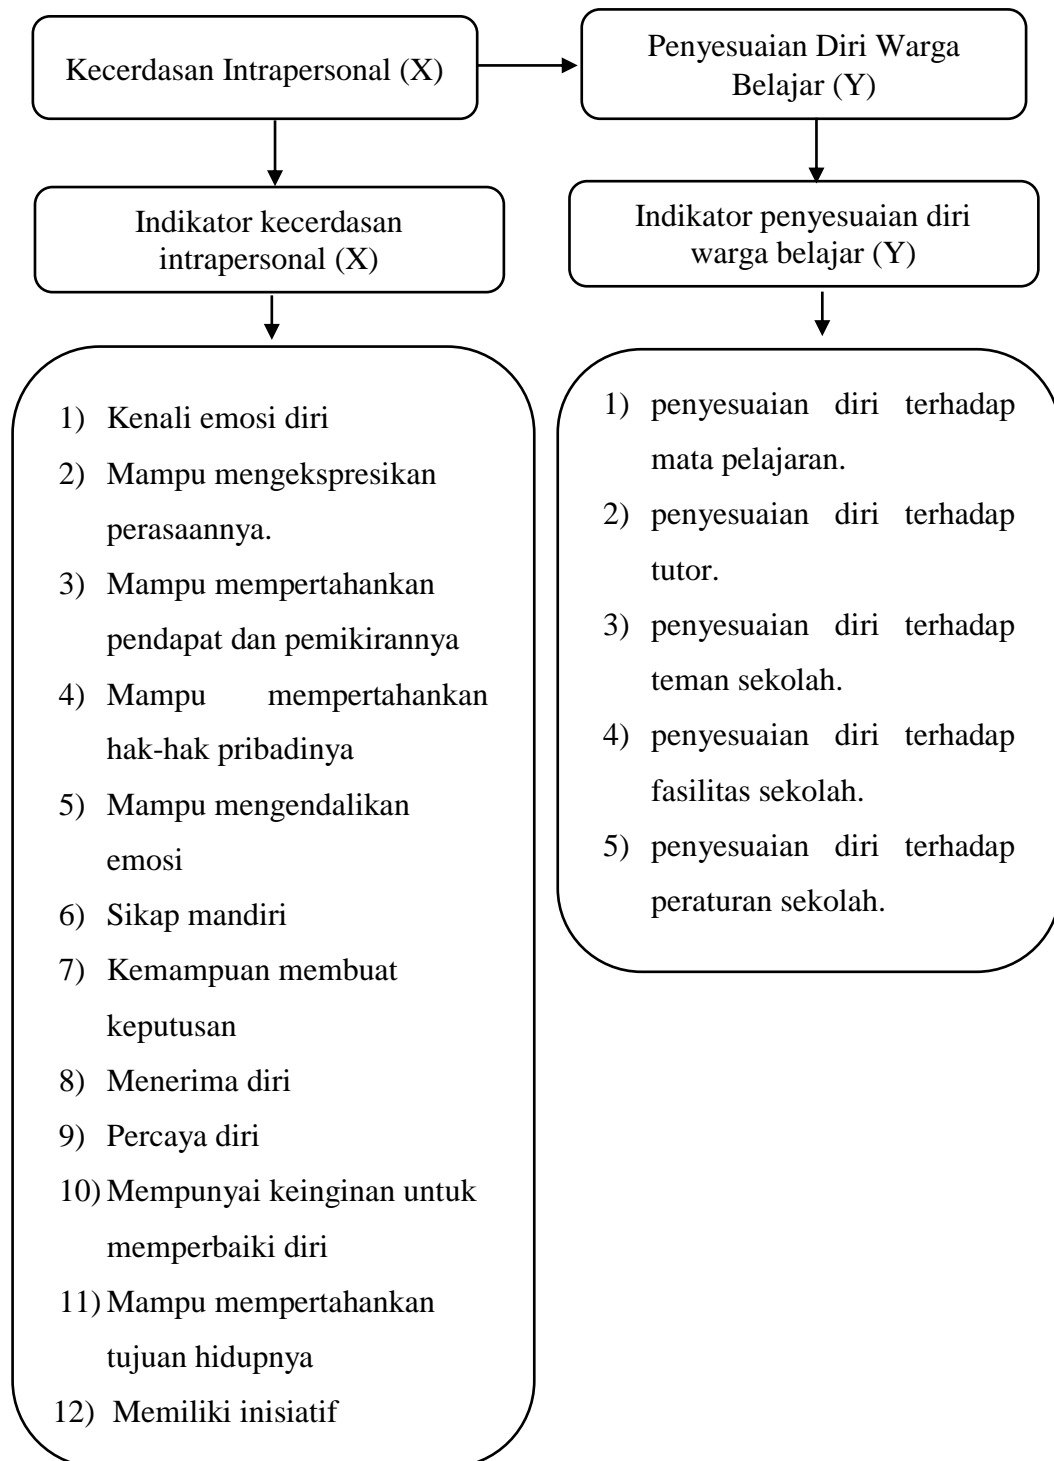 Kecerdasan Intrapersonal (X)
Penyesuaian Diri Warga
Belajar (Y)
Indikator kecerdasan
intrapersonal (X)
Indikator penyesuaian diri
warga belajar (Y)
1) Kenali emosi diri
2) Mampu mengekspresikan
perasaannya.
3) Mampu mempertahankan
pendapat dan pemikirannya
4) Mampu mempertahankan
hak-hak pribadinya
5) Mampu mengendalikan
emosi
6) Sikap mandiri
7) Kemampuan membuat
keputusan
8) Menerima diri
9) Percaya diri
10) Mempunyai keinginan untuk
memperbaiki diri
11) Mampu mempertahankan
tujuan hidupnya
12) Memiliki inisiatif
1) penyesuaian diri terhadap
mata pelajaran.
2) penyesuaian diri terhadap
tutor.
3) penyesuaian diri terhadap
teman sekolah.
4) penyesuaian diri terhadap
fasilitas sekolah.
5) penyesuaian diri terhadap
peraturan sekolah.